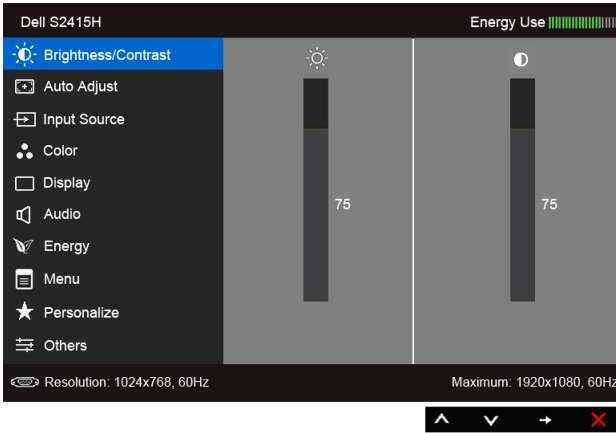 Dell S2415H
Energy Use
Brightness/Contrast
Auto Adjust
Input Source
Color
Display
Audio
Energy
Menu
Personalize
Others
75
75
Resolution: 1024x768, 60Hz
Maximum: 1920x1080, 60Hz